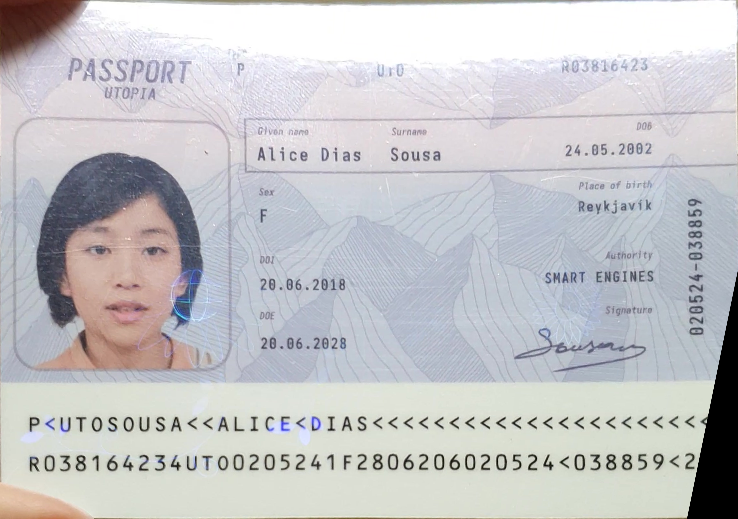 PASSPORT P UTO R03816423
UTOPIA
Given name Surname DOB
Alice Dias Sousa 24.05.2002
Sex Place of birth
F Reykjavik
DOI Authority
20.06.2018 SMART ENGINES
DOE Signature
20.06.2028 Sousa
020524-038859
P<UTOSOUSA<<ALICE<DIAS<<<<<<<<<<<<<<<<<<<<<<
R038164234UTO0205241F2806206020524<038859<2